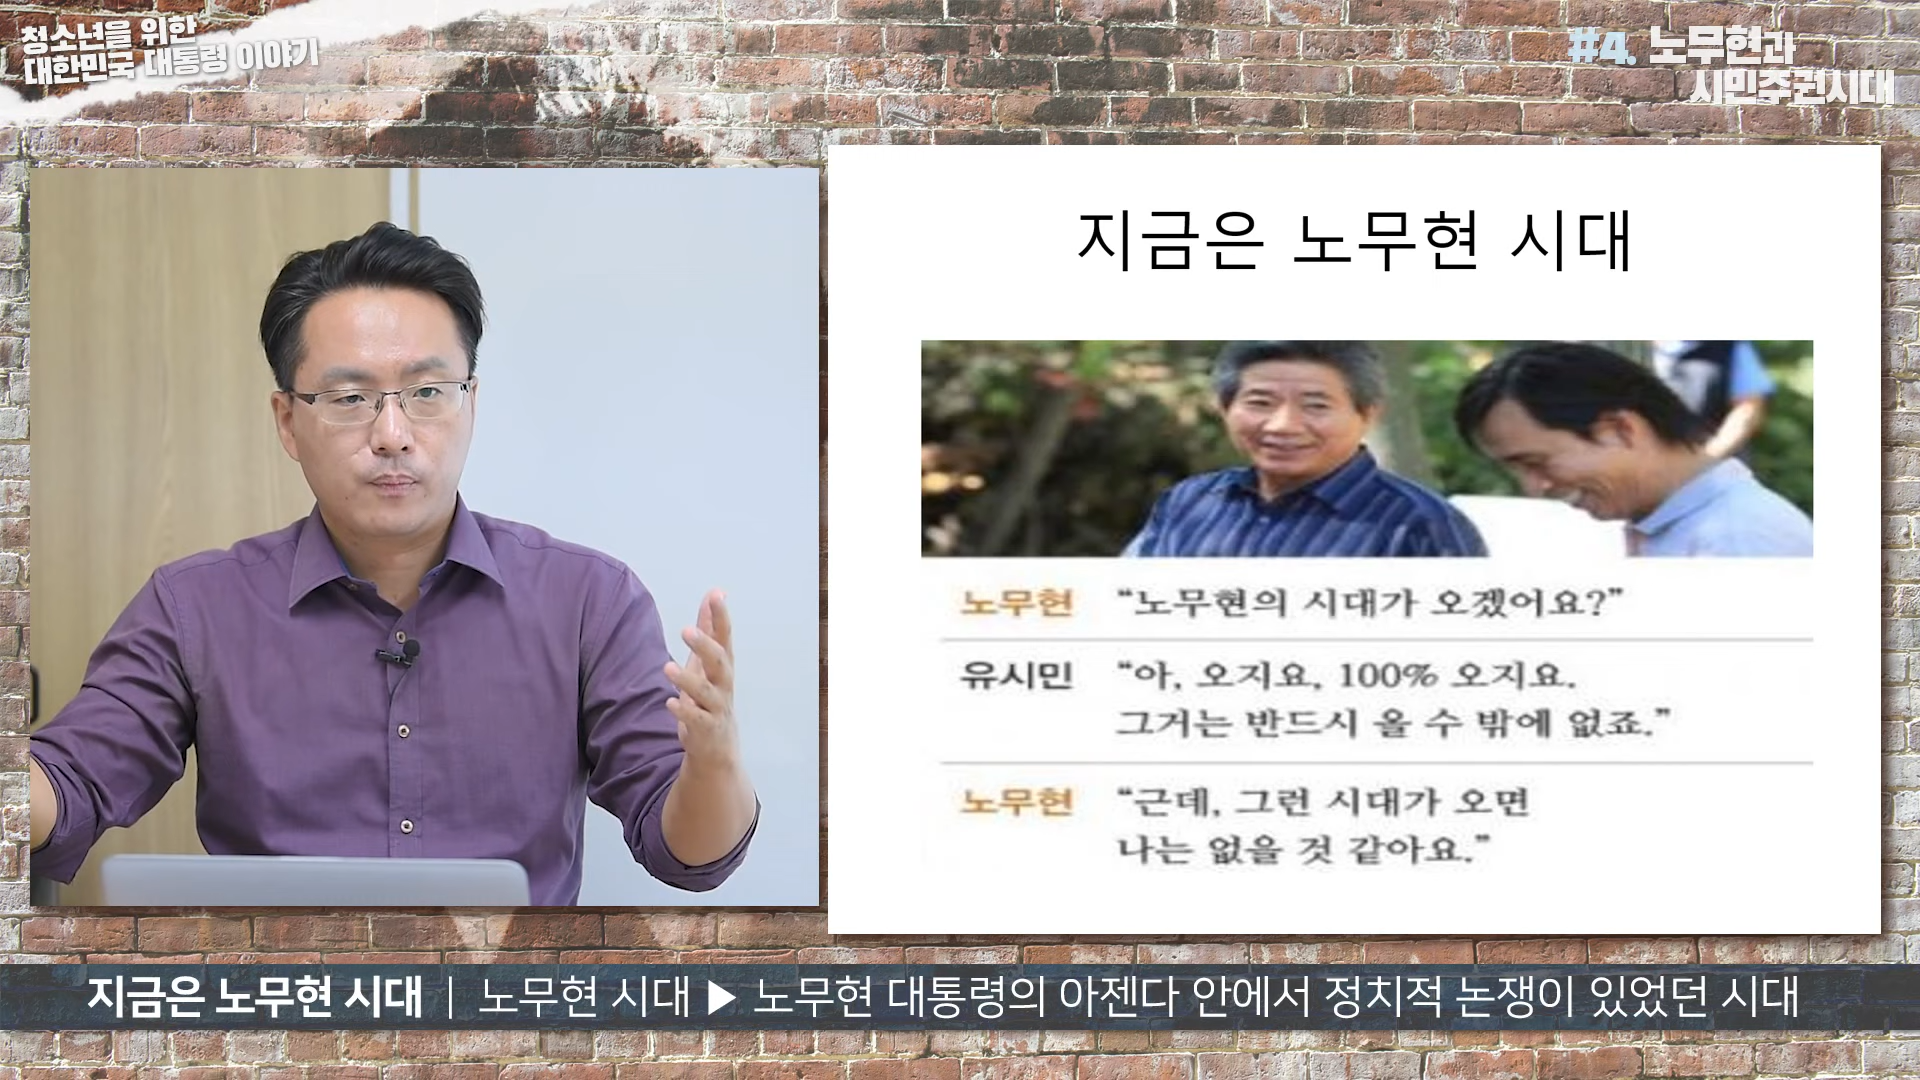 청소년을 위한
대한민국 대통령 이야기
#4. 노무현과
시민주권시대
지금은 노무현 시대
노무현 “노무현의 시대가 오겠어요?”
유시민 “아, 오지요, 100% 오지요.
그거는 반드시 올 수 밖에 없죠.”
노무현 “근데, 그런 시대가 오면
나는 없을 것 같아요.”
지금은 노무현 시대 | 노무현 시대 ▶ 노무현 대통령의 아젠다 안에서 정치적 논쟁이 있었던 시대